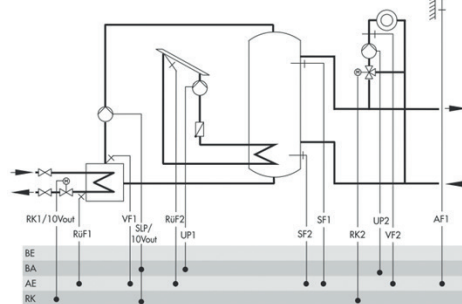 RK1/10Vout
RüF1
VF1
SLP/
10Vout
RüF2
UP1
SF2
SF1
RK2
UP2
VF2
AF1
BE
BA
AE
RK